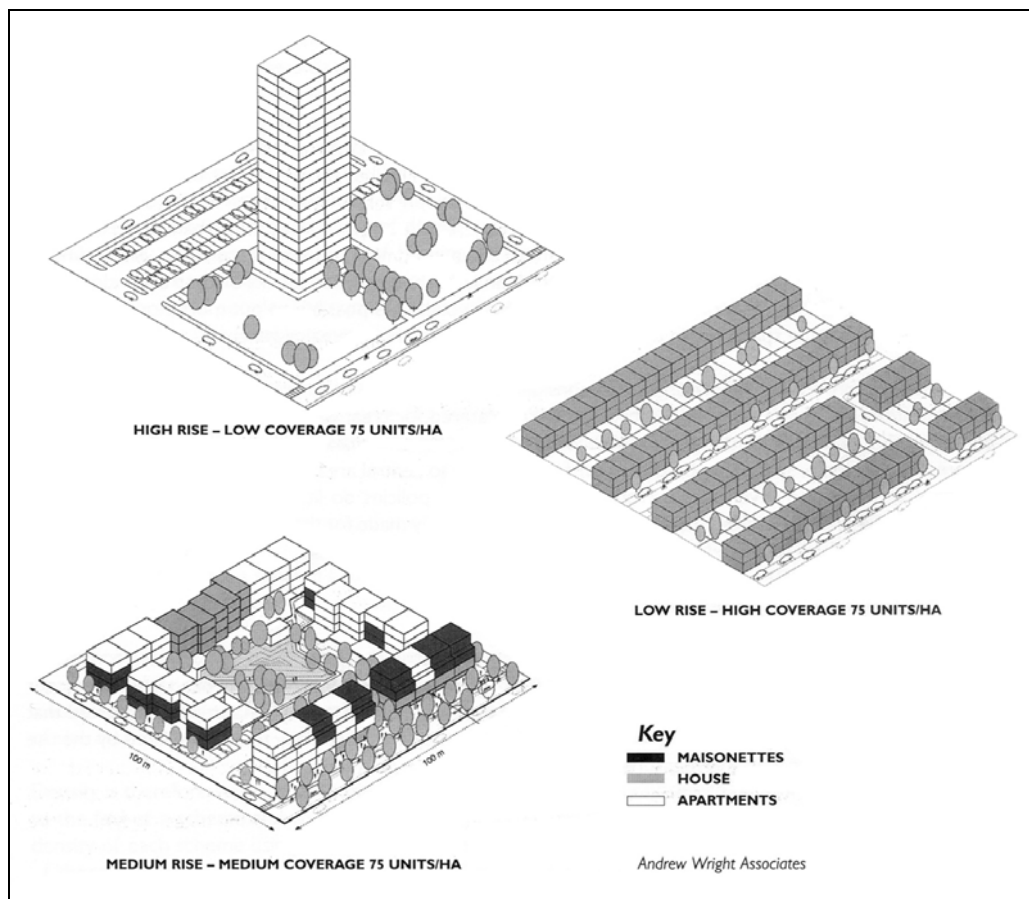 HIGH RISE – LOW COVERAGE 75 UNITS/HA
LOW RISE – HIGH COVERAGE 75 UNITS/HA
100 m
100 m
MEDIUM RISE – MEDIUM COVERAGE 75 UNITS/HA
Key
MAISONETTES
HOUSE
APARTMENTS
Andrew Wright Associates